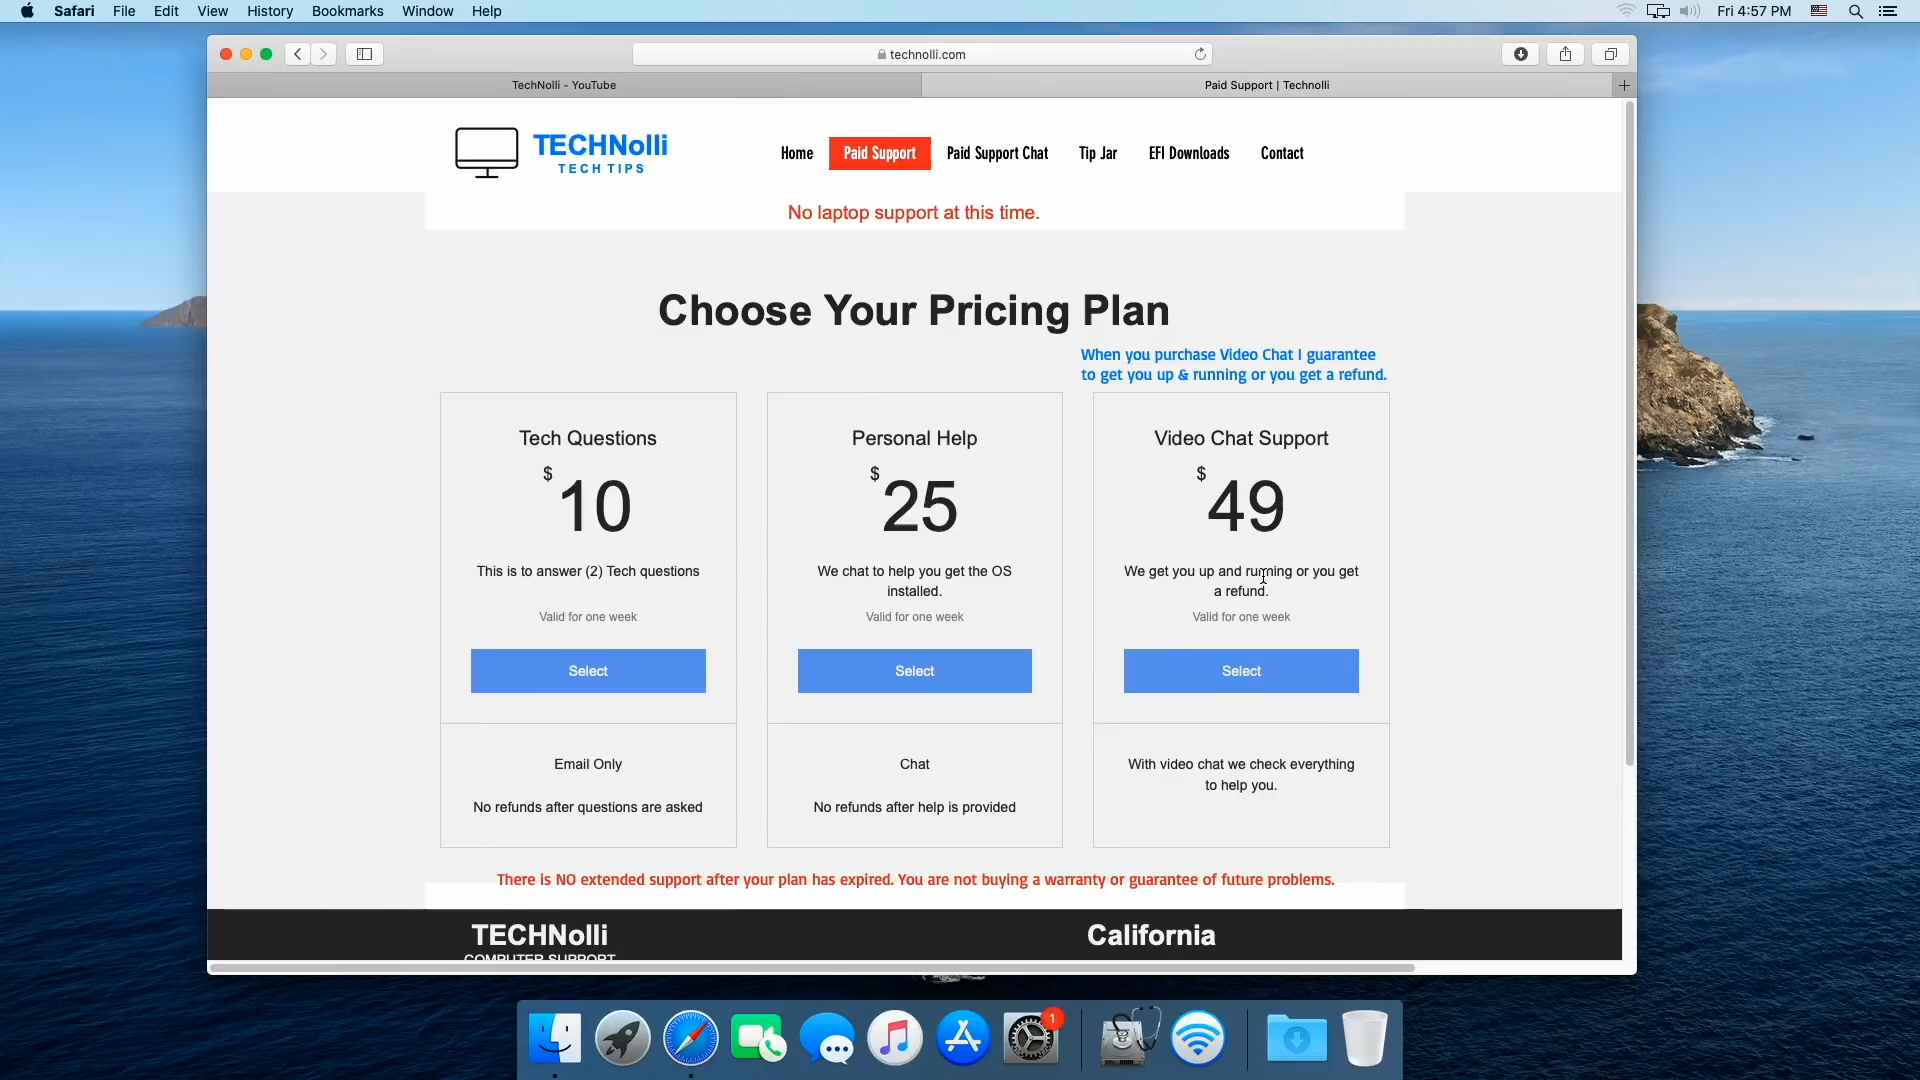 Safari File Edit View History Bookmarks Window Help
Fri 4:57 PM
technolli.com
TechNolli - YouTube
Paid Support | Technolli
TECHNolli
TECH TIPS
Home Paid Support Paid Support Chat Tip Jar EFI Downloads Contact
No laptop support at this time.
Choose Your Pricing Plan
When you purchase Video Chat I guarantee
to get you up & running or you get a refund.
Tech Questions
$
10
This is to answer (2) Tech questions
Valid for one week
Select
Email Only
No refunds after questions are asked
Personal Help
$
25
We chat to help you get the OS
installed.
Valid for one week
Select
Chat
No refunds after help is provided
Video Chat Support
$
49
We get you up and running or you get
a refund.
Valid for one week
Select
With video chat we check everything
to help you.
There is NO extended support after your plan has expired. You are not buying a warranty or guarantee of future problems.
TECHNolli
COMPUTER SUPPORT
California
1